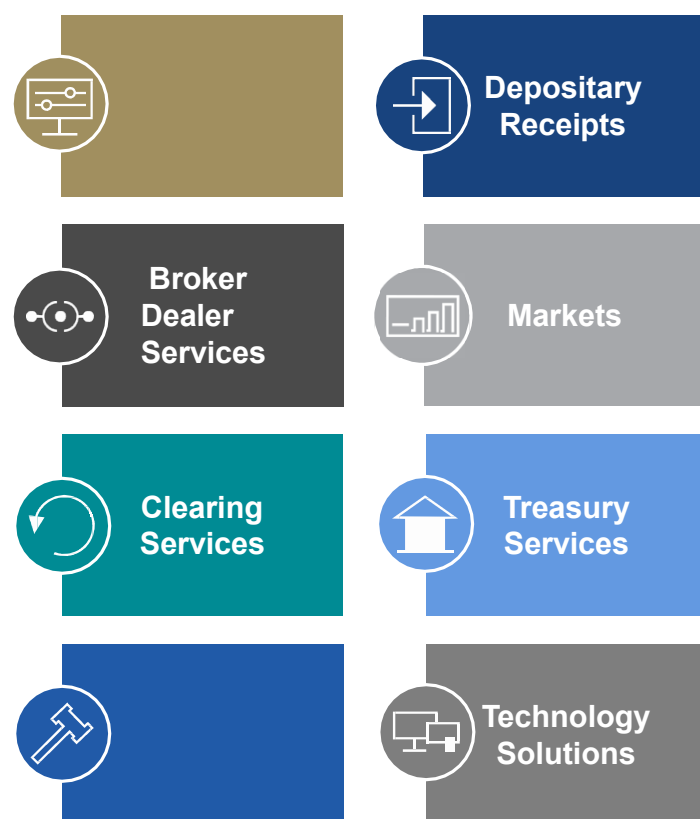 Depositary
Receipts
Broker
Dealer
Services
Markets
Clearing
Services
Treasury
Services
Technology
Solutions